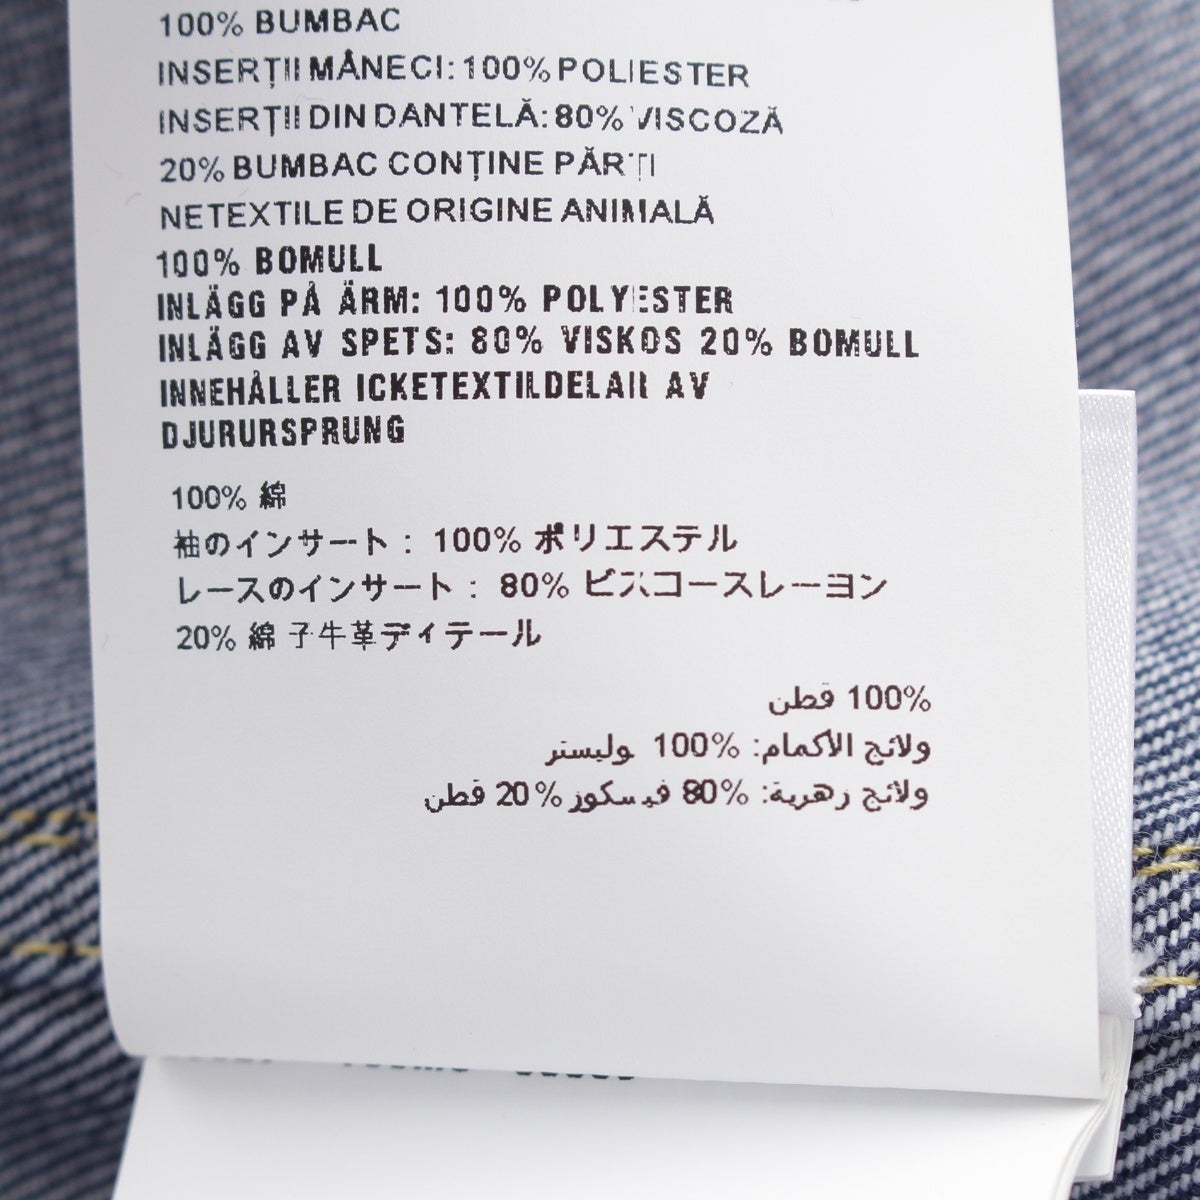 100% BUMBAC
INSERȚII MÂNECI: 100% POLIESTER
INSERȚII DIN DANTELĂ: 80% VISCOZĂ
20% BUMBAC CONȚINE PĂRȚI
NETEXTILE DE ORIGINE ANIMALĂ
100% BOMULL
INLÄGG PÅ ÄRM: 100% POLYESTER
INLÄGG AV SPETS: 80% VISKOS 20% BOMULL
INNEHÅLLER ICKETEXTILDELAR AV
DJURURSPRUNG
100% 綿
袖のインサート : 100% ポリエステル
レースのインサート : 80% ビスコースレーヨン
20% 綿 子牛革ディテール
100% قطن
ولائج الأكمام: 100% وليستر
ولائج زهرية: 80% فيسكوز 20% قطن